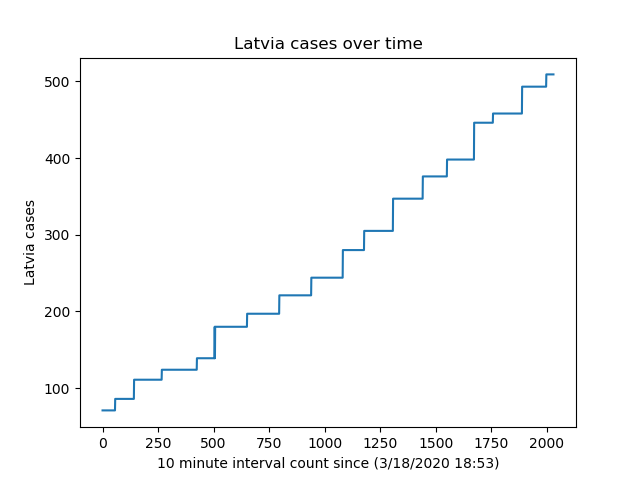 Latvia cases over time
500
400
300
200
100
Latvia cases
0 250 500 750 1000 1250 1500 1750 2000
10 minute interval count since (3/18/2020 18:53)